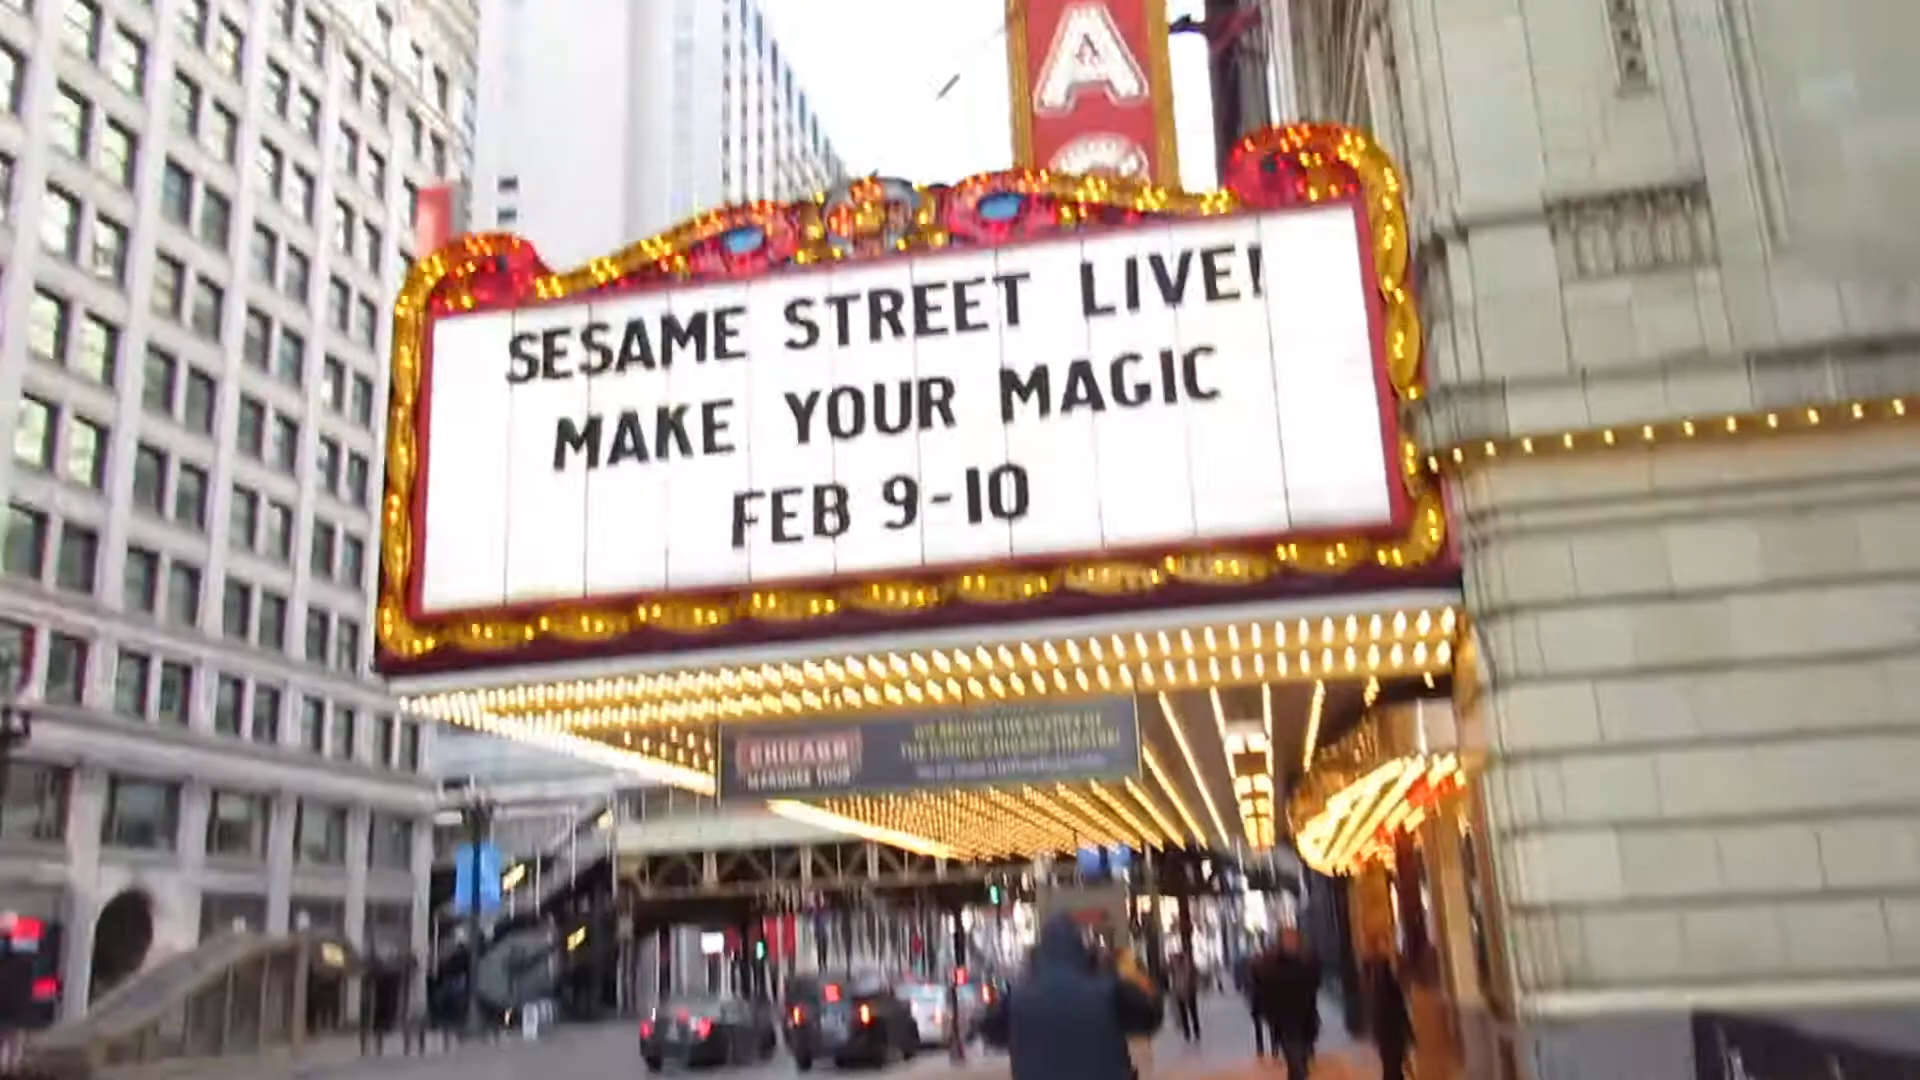 A
SESAME STREET LIVE!
MAKE YOUR MAGIC
FEB 9-10
CHICAGO
MARQUEE TOUR